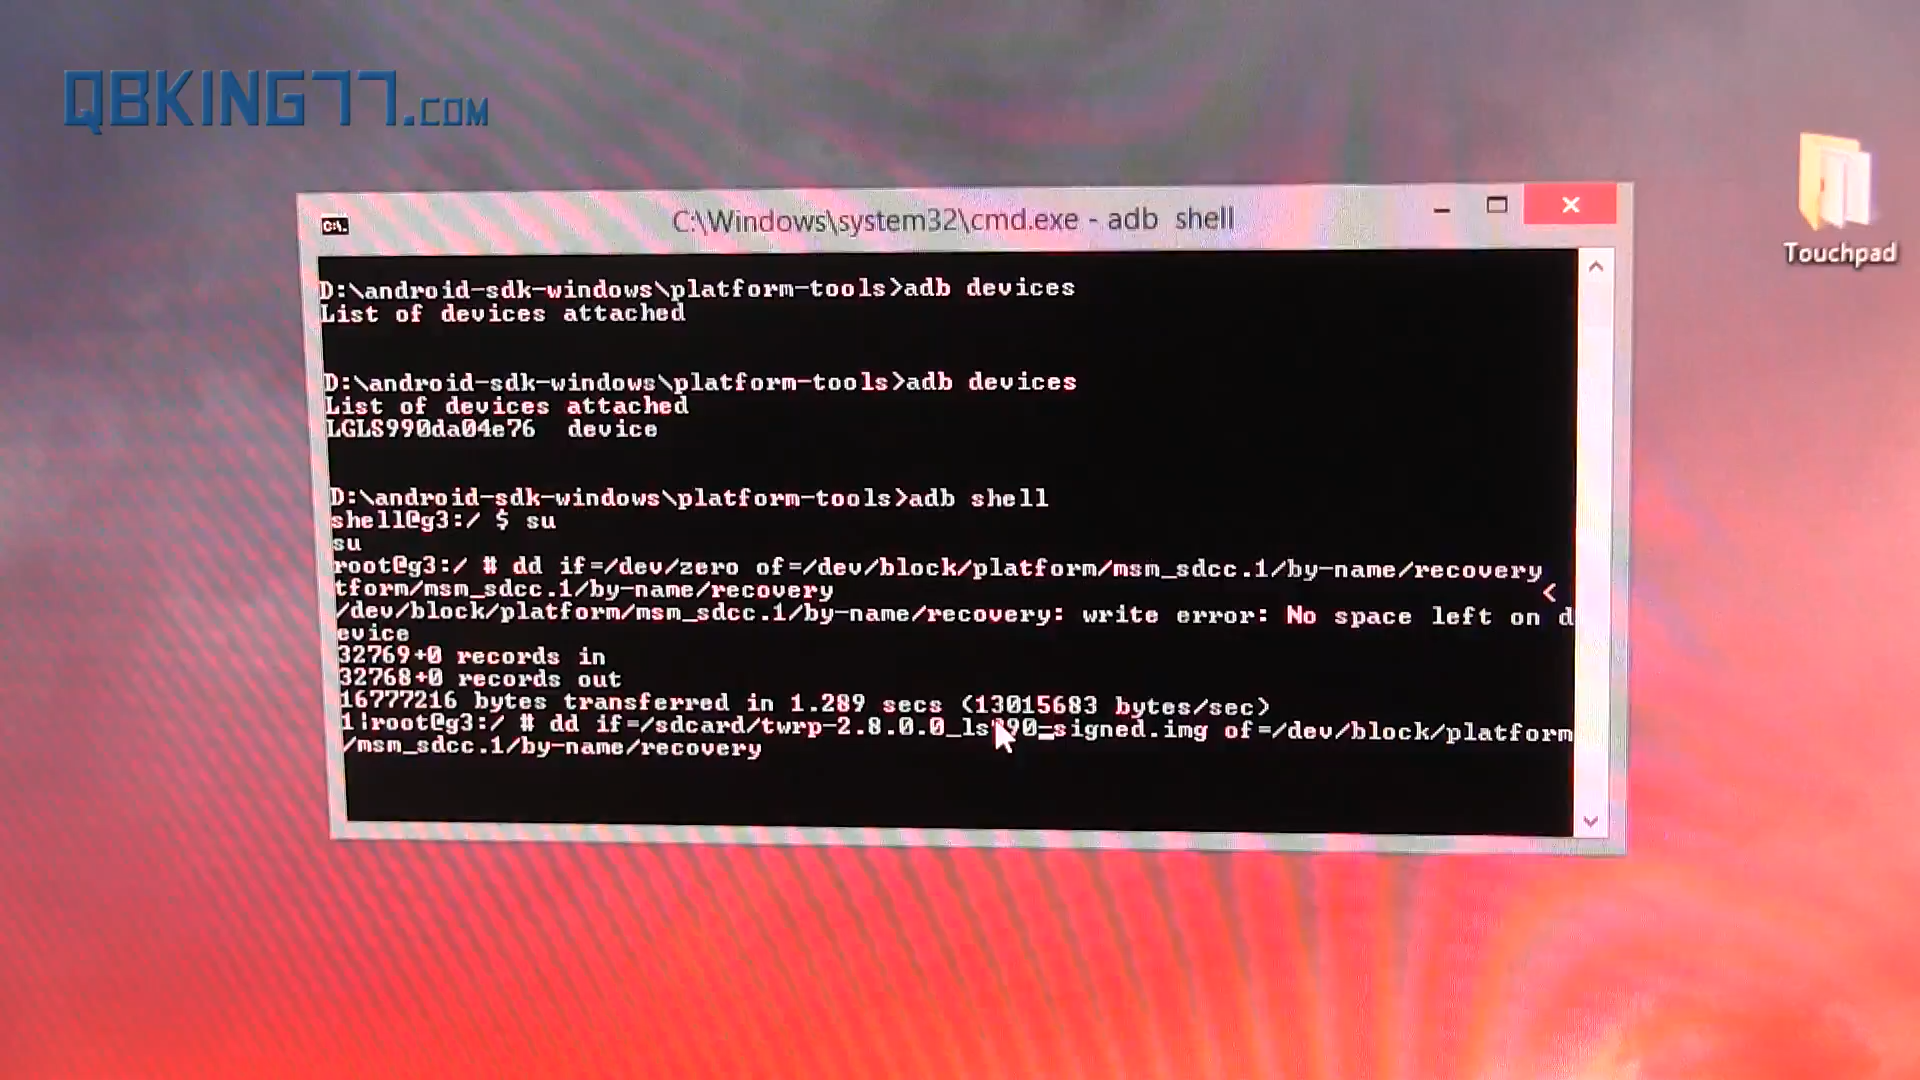 QBKING77.COM
C:\Windows\system32\cmd.exe - adb shell
Touchpad
D:\android-sdk-windows\platform-tools>adb devices
List of devices attached
D:\android-sdk-windows\platform-tools>adb devices
List of devices attached
LGLS990da04e76 device
D:\android-sdk-windows\platform-tools>adb shell
shell@g3:/ $ su
su
root@g3:/ # dd if=/dev/zero of=/dev/block/platform/msm_sdcc.1/by-name/recovery
tform/msm_sdcc.1/by-name/recovery <
/dev/block/platform/msm_sdcc.1/by-name/recovery: write error: No space left on d
evice
32769+0 records in
32768+0 records out
16777216 bytes transferred in 1.289 secs (13015683 bytes/sec)
1|root@g3:/ # dd if=/sdcard/twrp-2.8.0.0_ls990-signed.img of=/dev/block/platform
/msm_sdcc.1/by-name/recovery